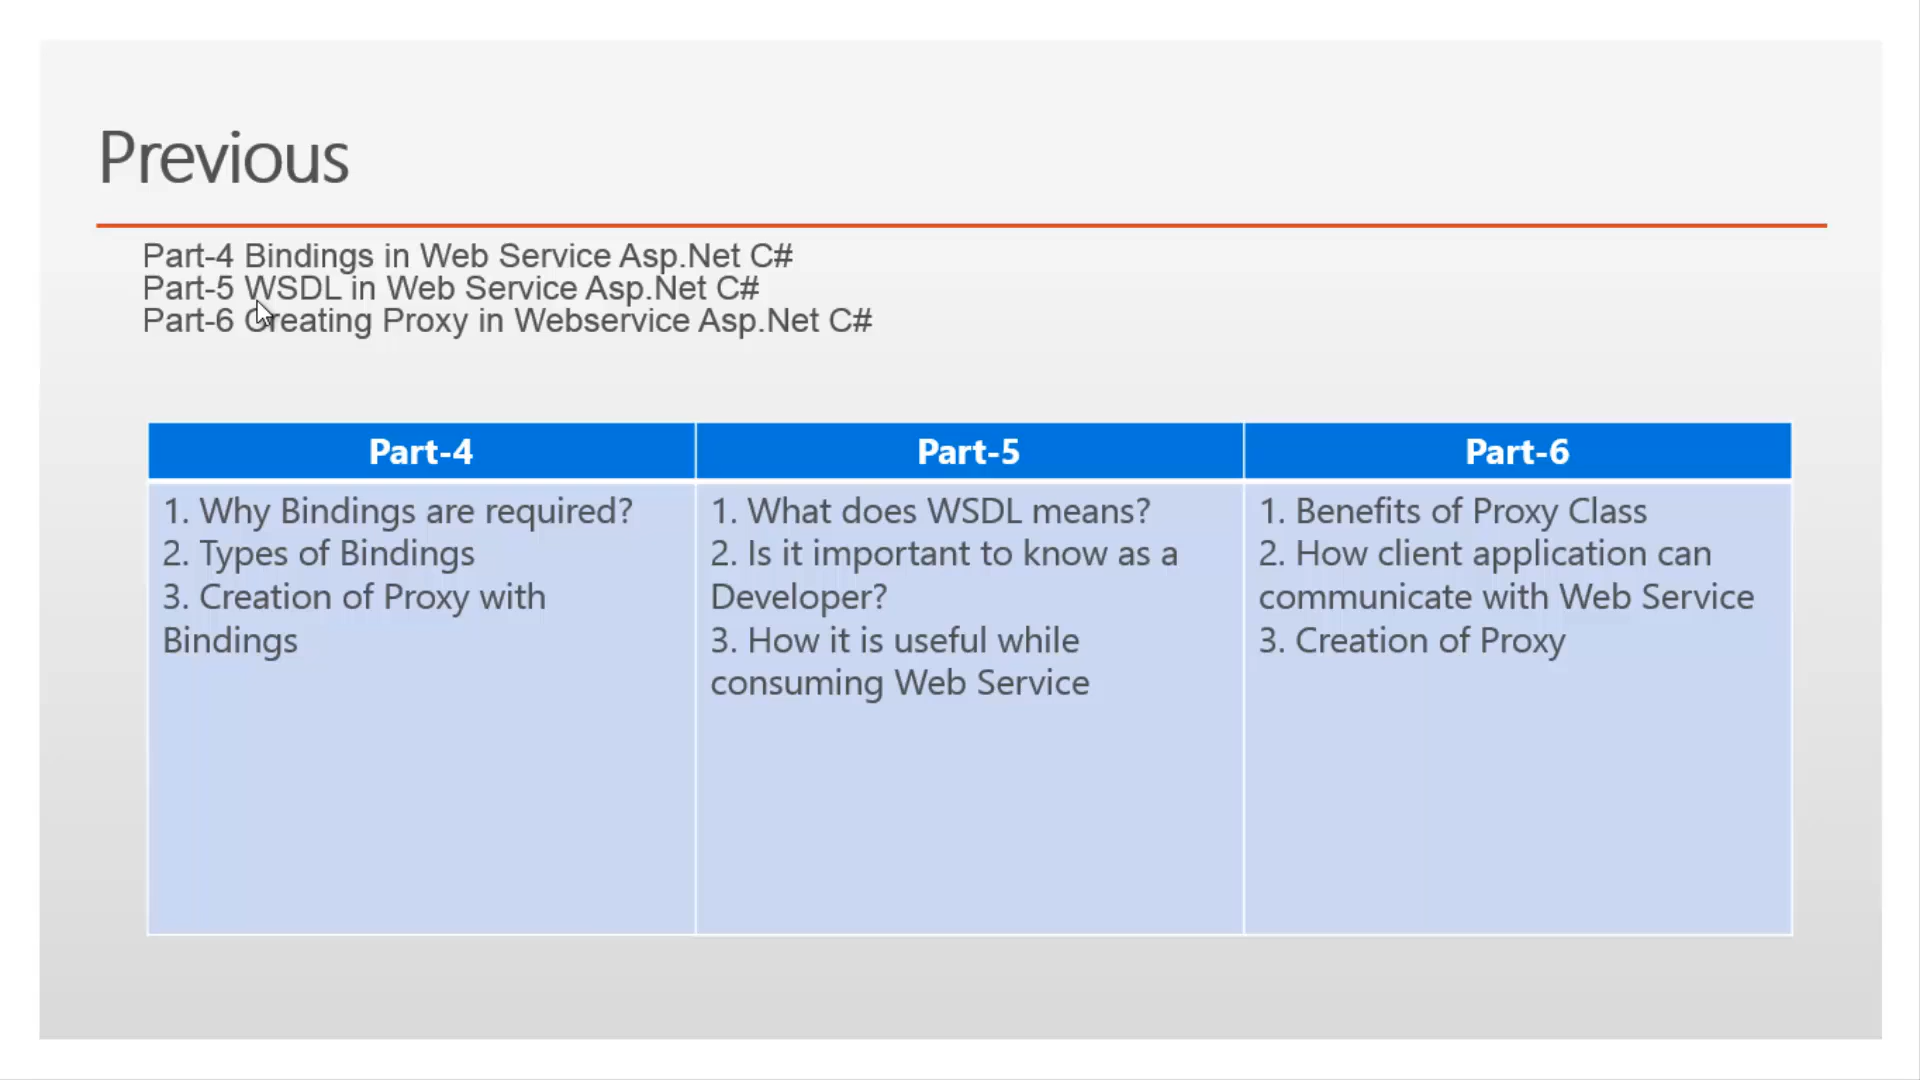 Previous
Part-4 Bindings in Web Service Asp.Net C#
Part-5 WSDL in Web Service Asp.Net C#
Part-6 Creating Proxy in Webservice Asp.Net C#
Part-4
1. Why Bindings are required?
2. Types of Bindings
3. Creation of Proxy with
Bindings
Part-5
1. What does WSDL means?
2. Is it important to know as a
Developer?
3. How it is useful while
consuming Web Service
Part-6
1. Benefits of Proxy Class
2. How client application can
communicate with Web Service
3. Creation of Proxy